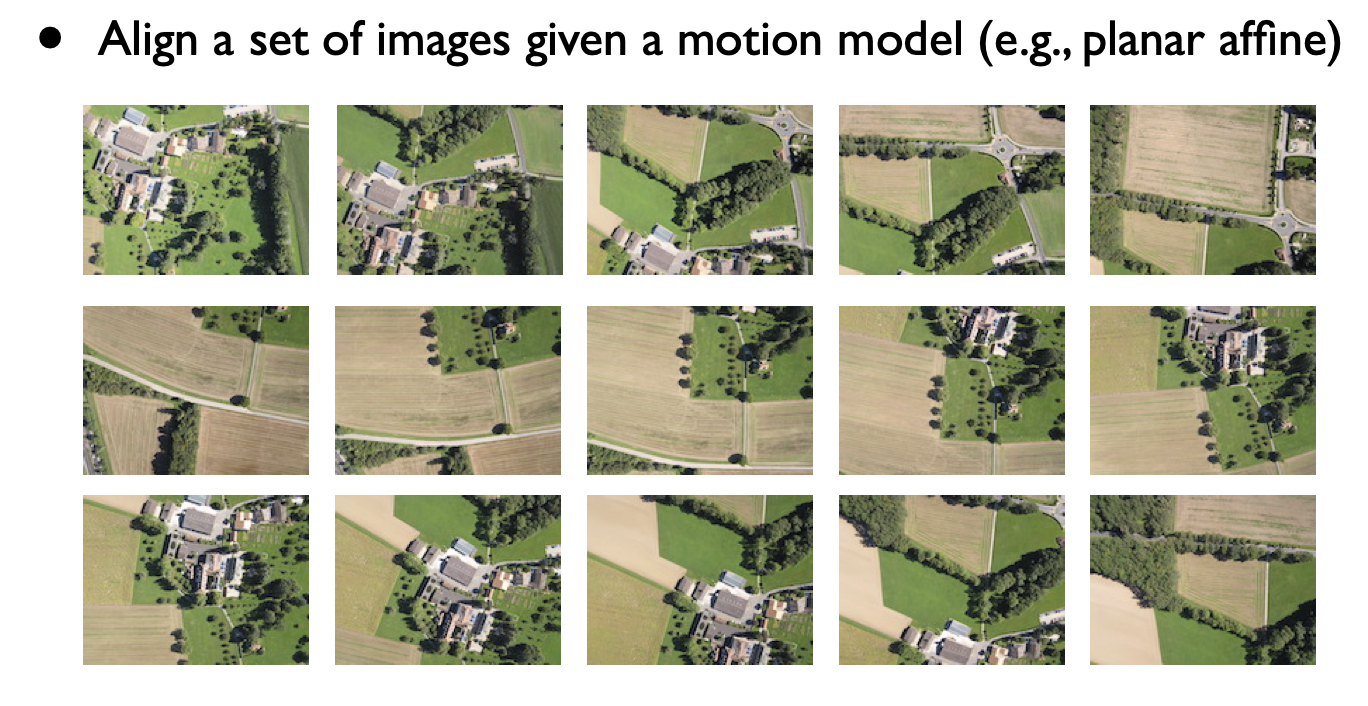 • Align a set of images given a motion model (e.g., planar affine)